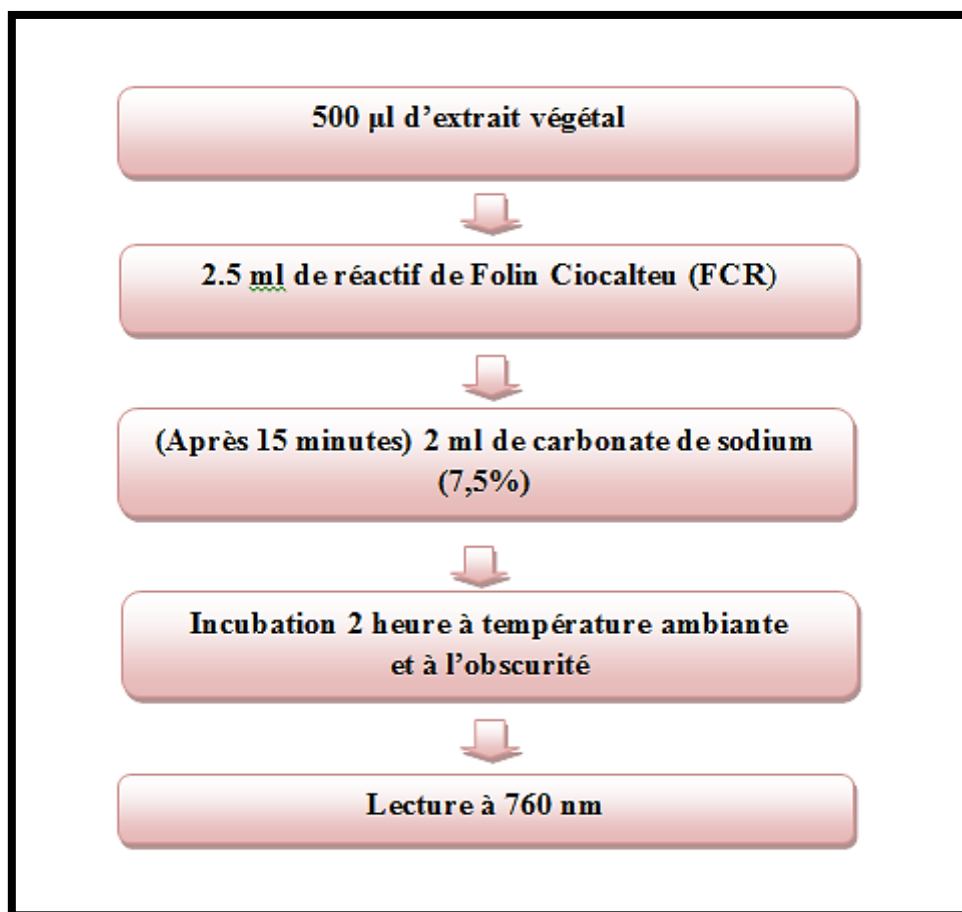 500 µl d’extrait végétal
2.5 ml de réactif de Folin Ciocalteu (FCR)
(Après 15 minutes) 2 ml de carbonate de sodium
(7,5%)
Incubation 2 heure à température ambiante
et à l’obscurité
Lecture à 760 nm